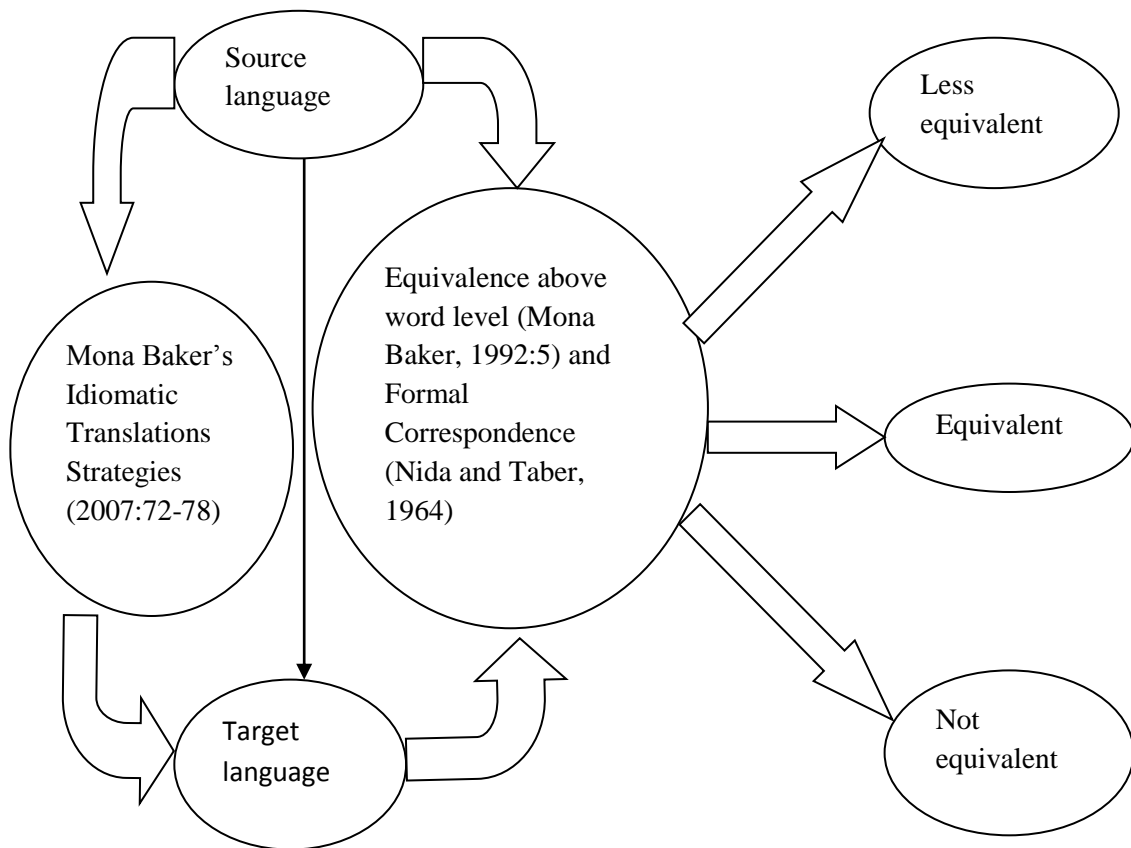 Source
language
Less
equivalent
Mona Baker’s
Idiomatic
Translations
Strategies
(2007:72-78)
Equivalence above
word level (Mona
Baker, 1992:5) and
Formal
Correspondence
(Nida and Taber,
1964)
Equivalent
Target
language
Not
equivalent